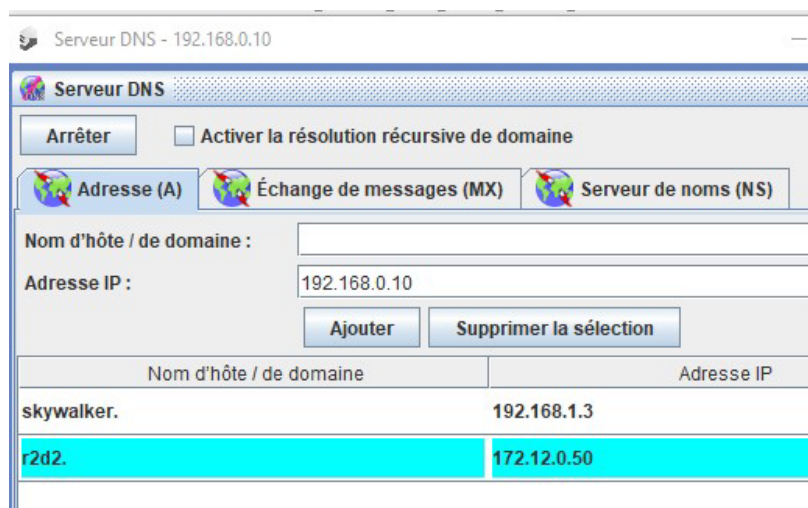 Serveur DNS - 192.168.0.10
Serveur DNS
Arrêter Activer la résolution récursive de domaine
Adresse (A) Échange de messages (MX) Serveur de noms (NS)
Nom d'hôte / de domaine :
Adresse IP : 192.168.0.10
Ajouter Supprimer la sélection
Nom d'hôte / de domaine Adresse IP
skywalker. 192.168.1.3
r2d2. 172.12.0.50